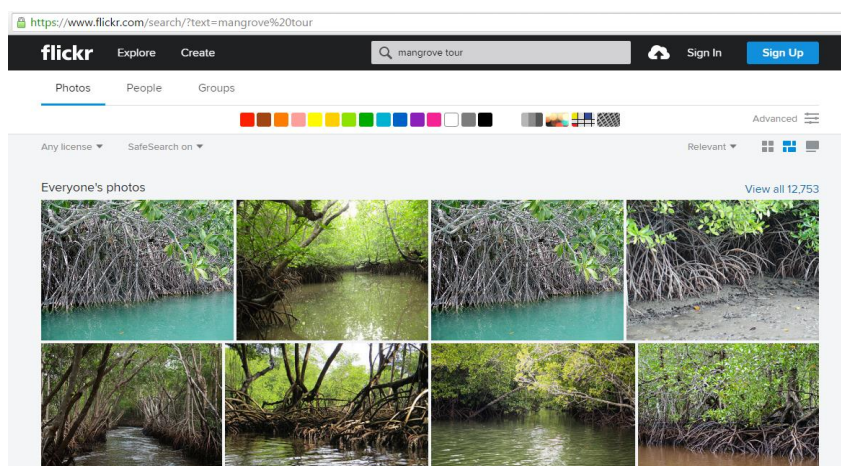 https://www.flickr.com/search/?text=mangrove%20tour
flickr Explore Create mangrove tour Sign In Sign Up
Photos People Groups
Advanced
Any license SafeSearch on Relevant
Everyone's photos View all 12,753